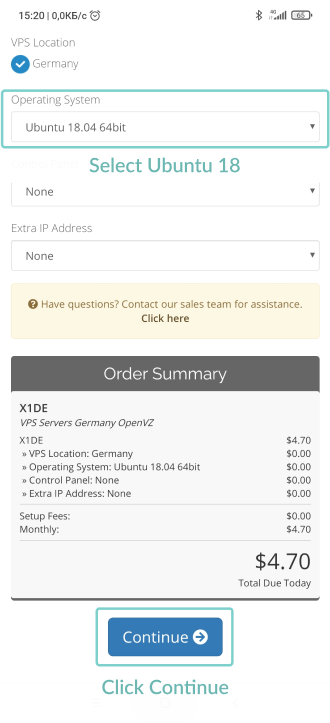 15:20 | 0,0КБ/с
4G
65
VPS Location
Germany
Operating System
Ubuntu 18.04 64bit
Select Ubuntu 18
None
Extra IP Address
None
Have questions? Contact our sales team for assistance.
Click here
Order Summary
X1DE
VPS Servers Germany OpenVZ
X1DE $4.70
» VPS Location: Germany $0.00
» Operating System: Ubuntu 18.04 64bit $0.00
» Control Panel: None $0.00
» Extra IP Address: None $0.00
Setup Fees: $0.00
Monthly: $4.70
$4.70
Total Due Today
Continue
Click Continue